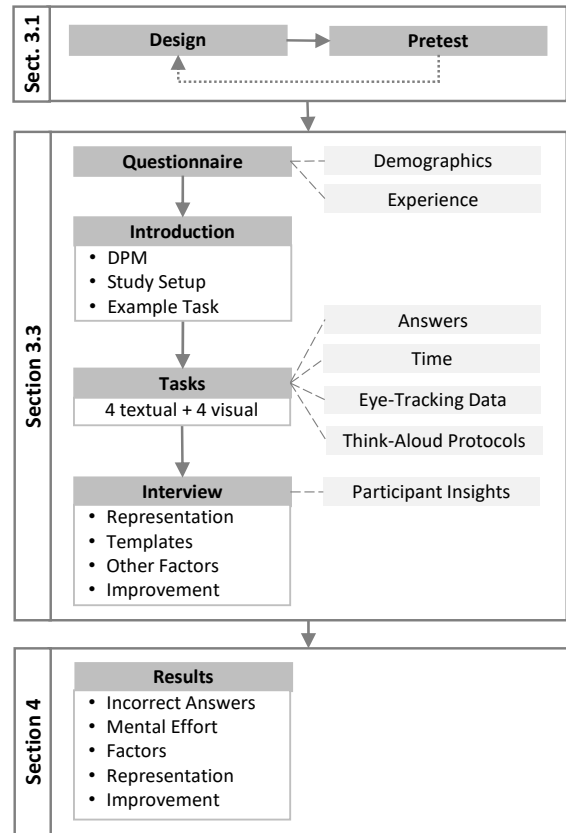 Sect. 3.1
Design
Pretest
Section 3.3
Questionnaire
Demographics
Experience
Introduction
• DPM
• Study Setup
• Example Task
Answers
Time
Tasks
4 textual + 4 visual
Eye-Tracking Data
Think-Aloud Protocols
Interview
Participant Insights
• Representation
• Templates
• Other Factors
• Improvement
Section 4
Results
• Incorrect Answers
• Mental Effort
• Factors
• Representation
• Improvement